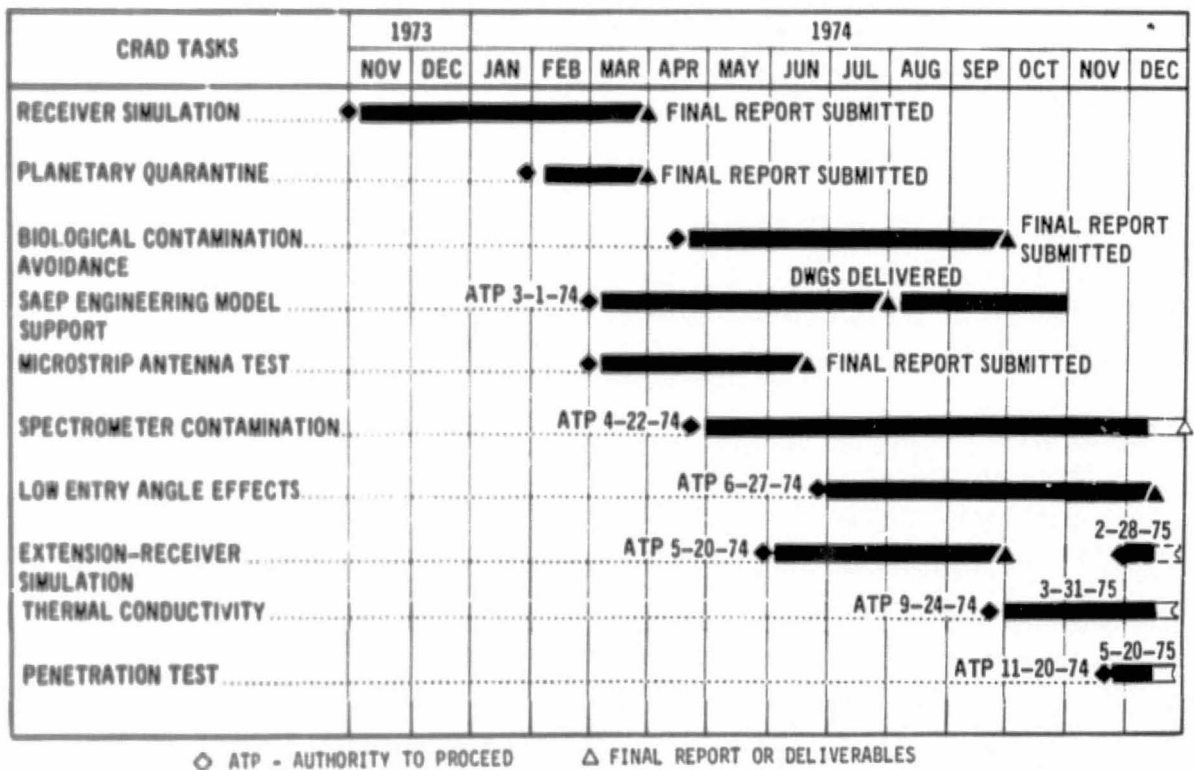 CRAD TASKS
1973
1974
NOV DEC JAN FEB MAR APR MAY JUN JUL AUG SEP OCT NOV DEC
RECEIVER SIMULATION
FINAL REPORT SUBMITTED
PLANETARY QUARANTINE
FINAL REPORT SUBMITTED
BIOLOGICAL CONTAMINATION
AVOIDANCE
FINAL REPORT
SUBMITTED
SAEP ENGINEERING MODEL
SUPPORT
ATP 3-1-74
DWGS DELIVERED
MICROSTRIP ANTENNA TEST
FINAL REPORT SUBMITTED
SPECTROMETER CONTAMINATION
ATP 4-22-74
LOW ENTRY ANGLE EFFECTS
ATP 6-27-74
EXTENSION-RECEIVER
SIMULATION
ATP 5-20-74
2-28-75
THERMAL CONDUCTIVITY
ATP 9-24-74
3-31-75
PENETRATION TEST
ATP 11-20-74
5-20-75
ATP - AUTHORITY TO PROCEED
FINAL REPORT OR DELIVERABLES